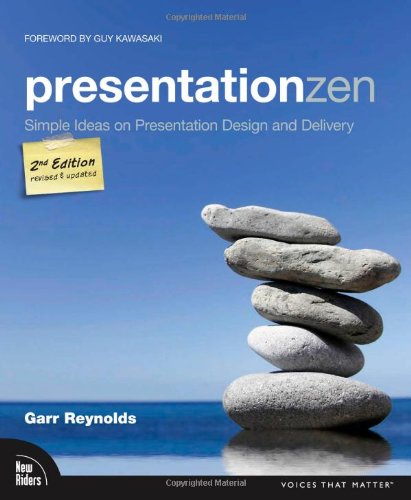 Copyrighted Material
FOREWORD BY GUY KAWASAKI
presentationzen
Simple Ideas on Presentation Design and Delivery
2nd Edition
revised & updated
Garr Reynolds
New
Riders
VOICES THAT MATTER™
Copyrighted Material